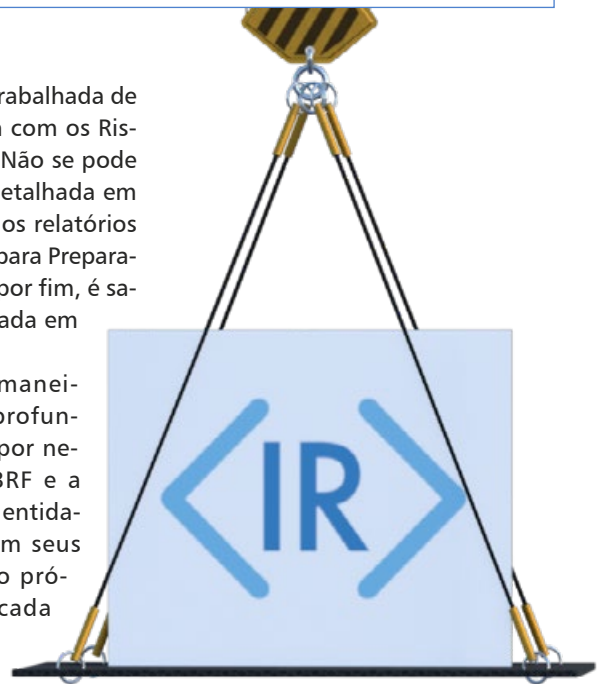 rabalhada de
com os Ris-
Não se pode
etalhada em
os relatórios
para Prepara-
por fim, é sa-
ada em
manei-
profun-
por ne-
BRF e a
entida-
m seus
o pró-
cada
<IR>